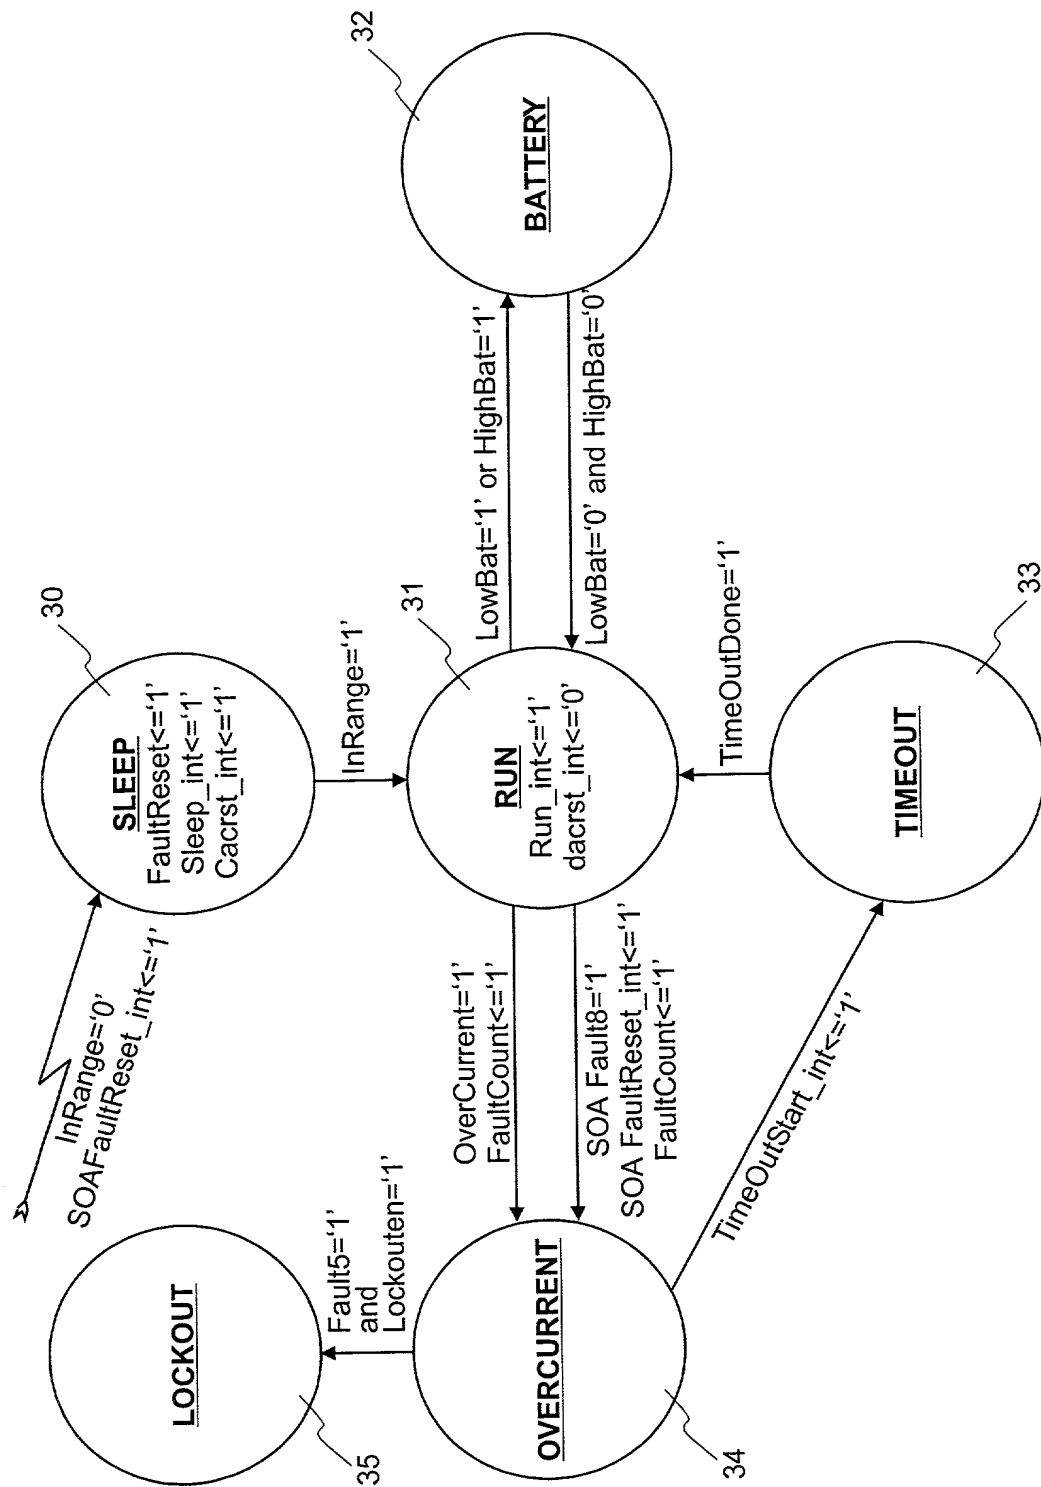 InRange='0'
SOAFaultReset_int<='1'
30
SLEEP
FaultReset<='1'
Sleep_int<='1'
Cacrst_int<='1'
InRange='1'
LOCKOUT
35
Fault5='1'
and
Lockouten='1'
OVERCURRENT
34
OverCurrent='1'
FaultCount<='1'
SOA Fault8='1'
SOA FaultReset_int<='1'
FaultCount<='1'
31
RUN
Run_int<='1'
dacrst_int<='0'
LowBat='1' or HighBat='1'
LowBat='0' and HighBat='0'
32
BATTERY
TimeOutStart_int<='1'
TimeOutDone='1'
TIMEOUT
33